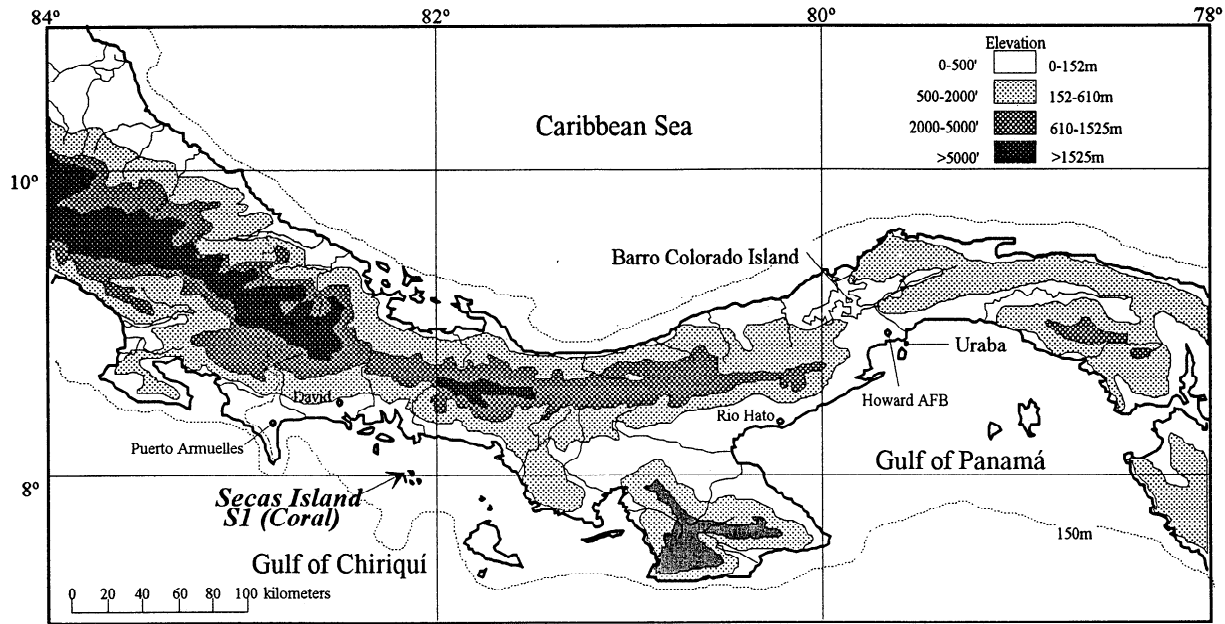 84° 82° 80° 78°
Elevation
0-500' 0-152m
500-2000' 152-610m
2000-5000' 610-1525m
>5000' >1525m
Caribbean Sea
10°
Barro Colorado Island
Uraba
David
Howard AFB
Rio Hato
Puerto Armuelles
Gulf of Panamá
8°
Secas Island
S1 (Coral)
150m
Gulf of Chiriquí
0 20 40 60 80 100 kilometers